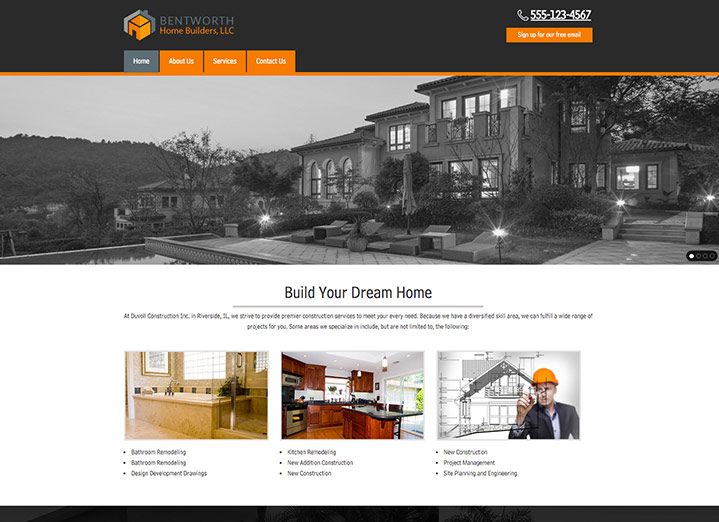 BENTWORTH
Home Builders, LLC
555-123-4567
Sign up for our free email
Home
About Us
Services
Contact Us
Build Your Dream Home
At Duvoll Construction Inc. in Riverside, IL, we strive to provide premier construction services to meet your every need. Because we have a diversified skill area, we can fulfill a wide range of
projects for you. Some areas we specialize in include, but are not limited to, the following:
Bathroom Remodeling
Bathroom Remodeling
Design Development Drawings
Kitchen Remodeling
New Addition Construction
New Construction
New Construction
Project Management
Site Planning and Engineering